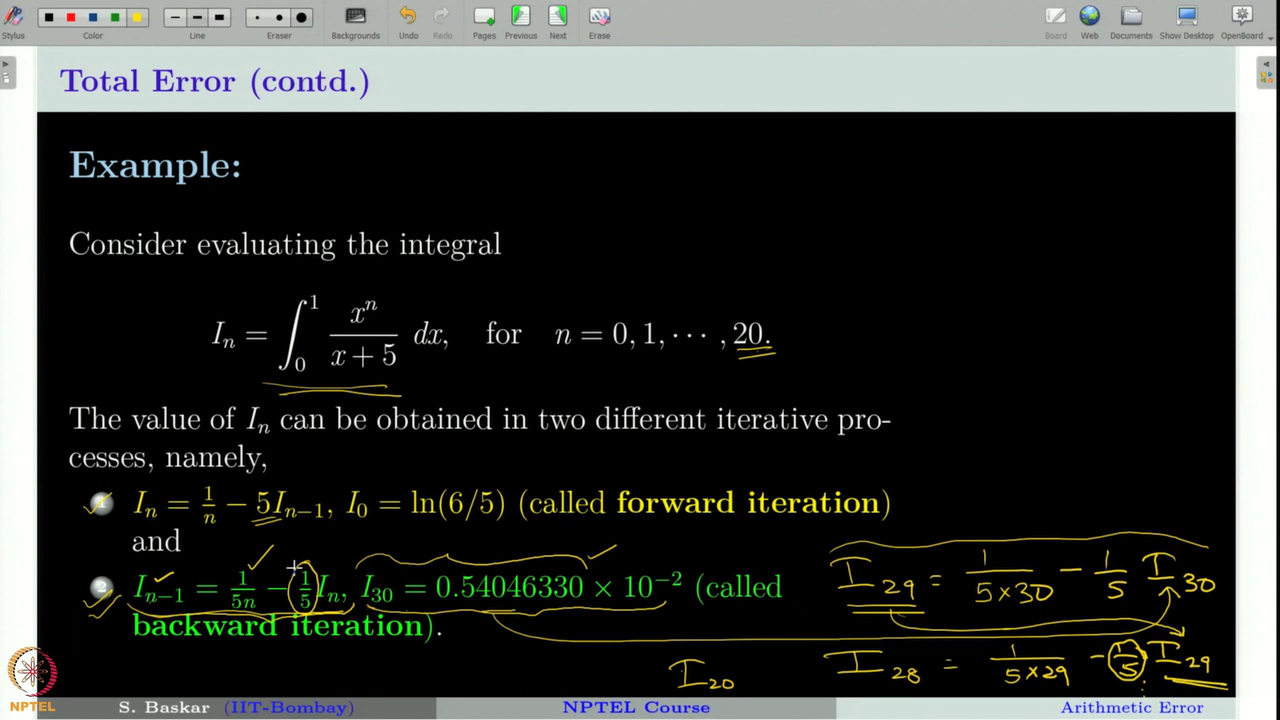 Stylus Color Line Eraser Backgrounds Undo Redo Pages Previous Next Erase Board Web Documents Show Desktop OpenBoard
Total Error (contd.)
Example:
Consider evaluating the integral
I_n = ∫_0^1 x^n / (x + 5) dx, for n = 0, 1, ⋯ , 20.
The value of I_n can be obtained in two different iterative pro-
cesses, namely,
1 I_n = 1/n − 5I_{n−1}, I_0 = ln(6/5) (called forward iteration)
and
2 I_{n−1} = 1/(5n) − (1/5) I_n, I_30 = 0.54046330 × 10^{−2} (called
backward iteration).
I_29 = 1/(5×30) − 1/5 I_30
I_28 = 1/(5×29) − 1/5 I_29
I_20
NPTEL
S. Baskar (IIT-Bombay) NPTEL Course Arithmetic Error